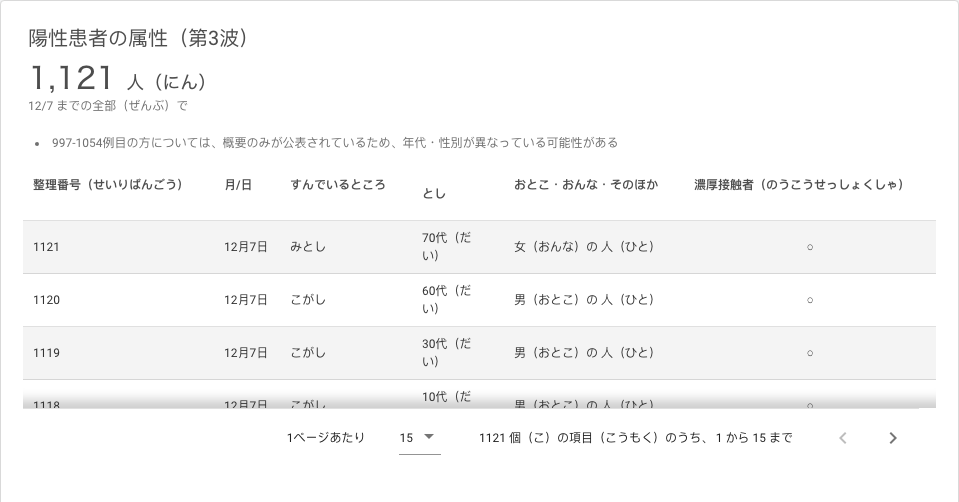 陽性患者の属性（第3波）
1,121 人（にん）
12/7 までの全部（ぜんぶ）で
• 997-1054例目の方については、概要のみが公表されているため、年代・性別が異なっている可能性がある
整理番号（せいりばんごう） 月/日 すんでいるところ とし おとこ・おんな・そのほか 濃厚接触者（のうこうせっしょくしゃ）
1121 12月7日 みとし 70代（だい） 女（おんな）の 人（ひと） ○
1120 12月7日 こがし 60代（だい） 男（おとこ）の 人（ひと） ○
1119 12月7日 こがし 30代（だい） 男（おとこ）の 人（ひと） ○
1118 12月7日 こがし 10代（だ 男（おとこ）の 人（ひと） ○
1ページあたり 15 1121 個（こ）の項目（こうもく）のうち、1 から 15 まで